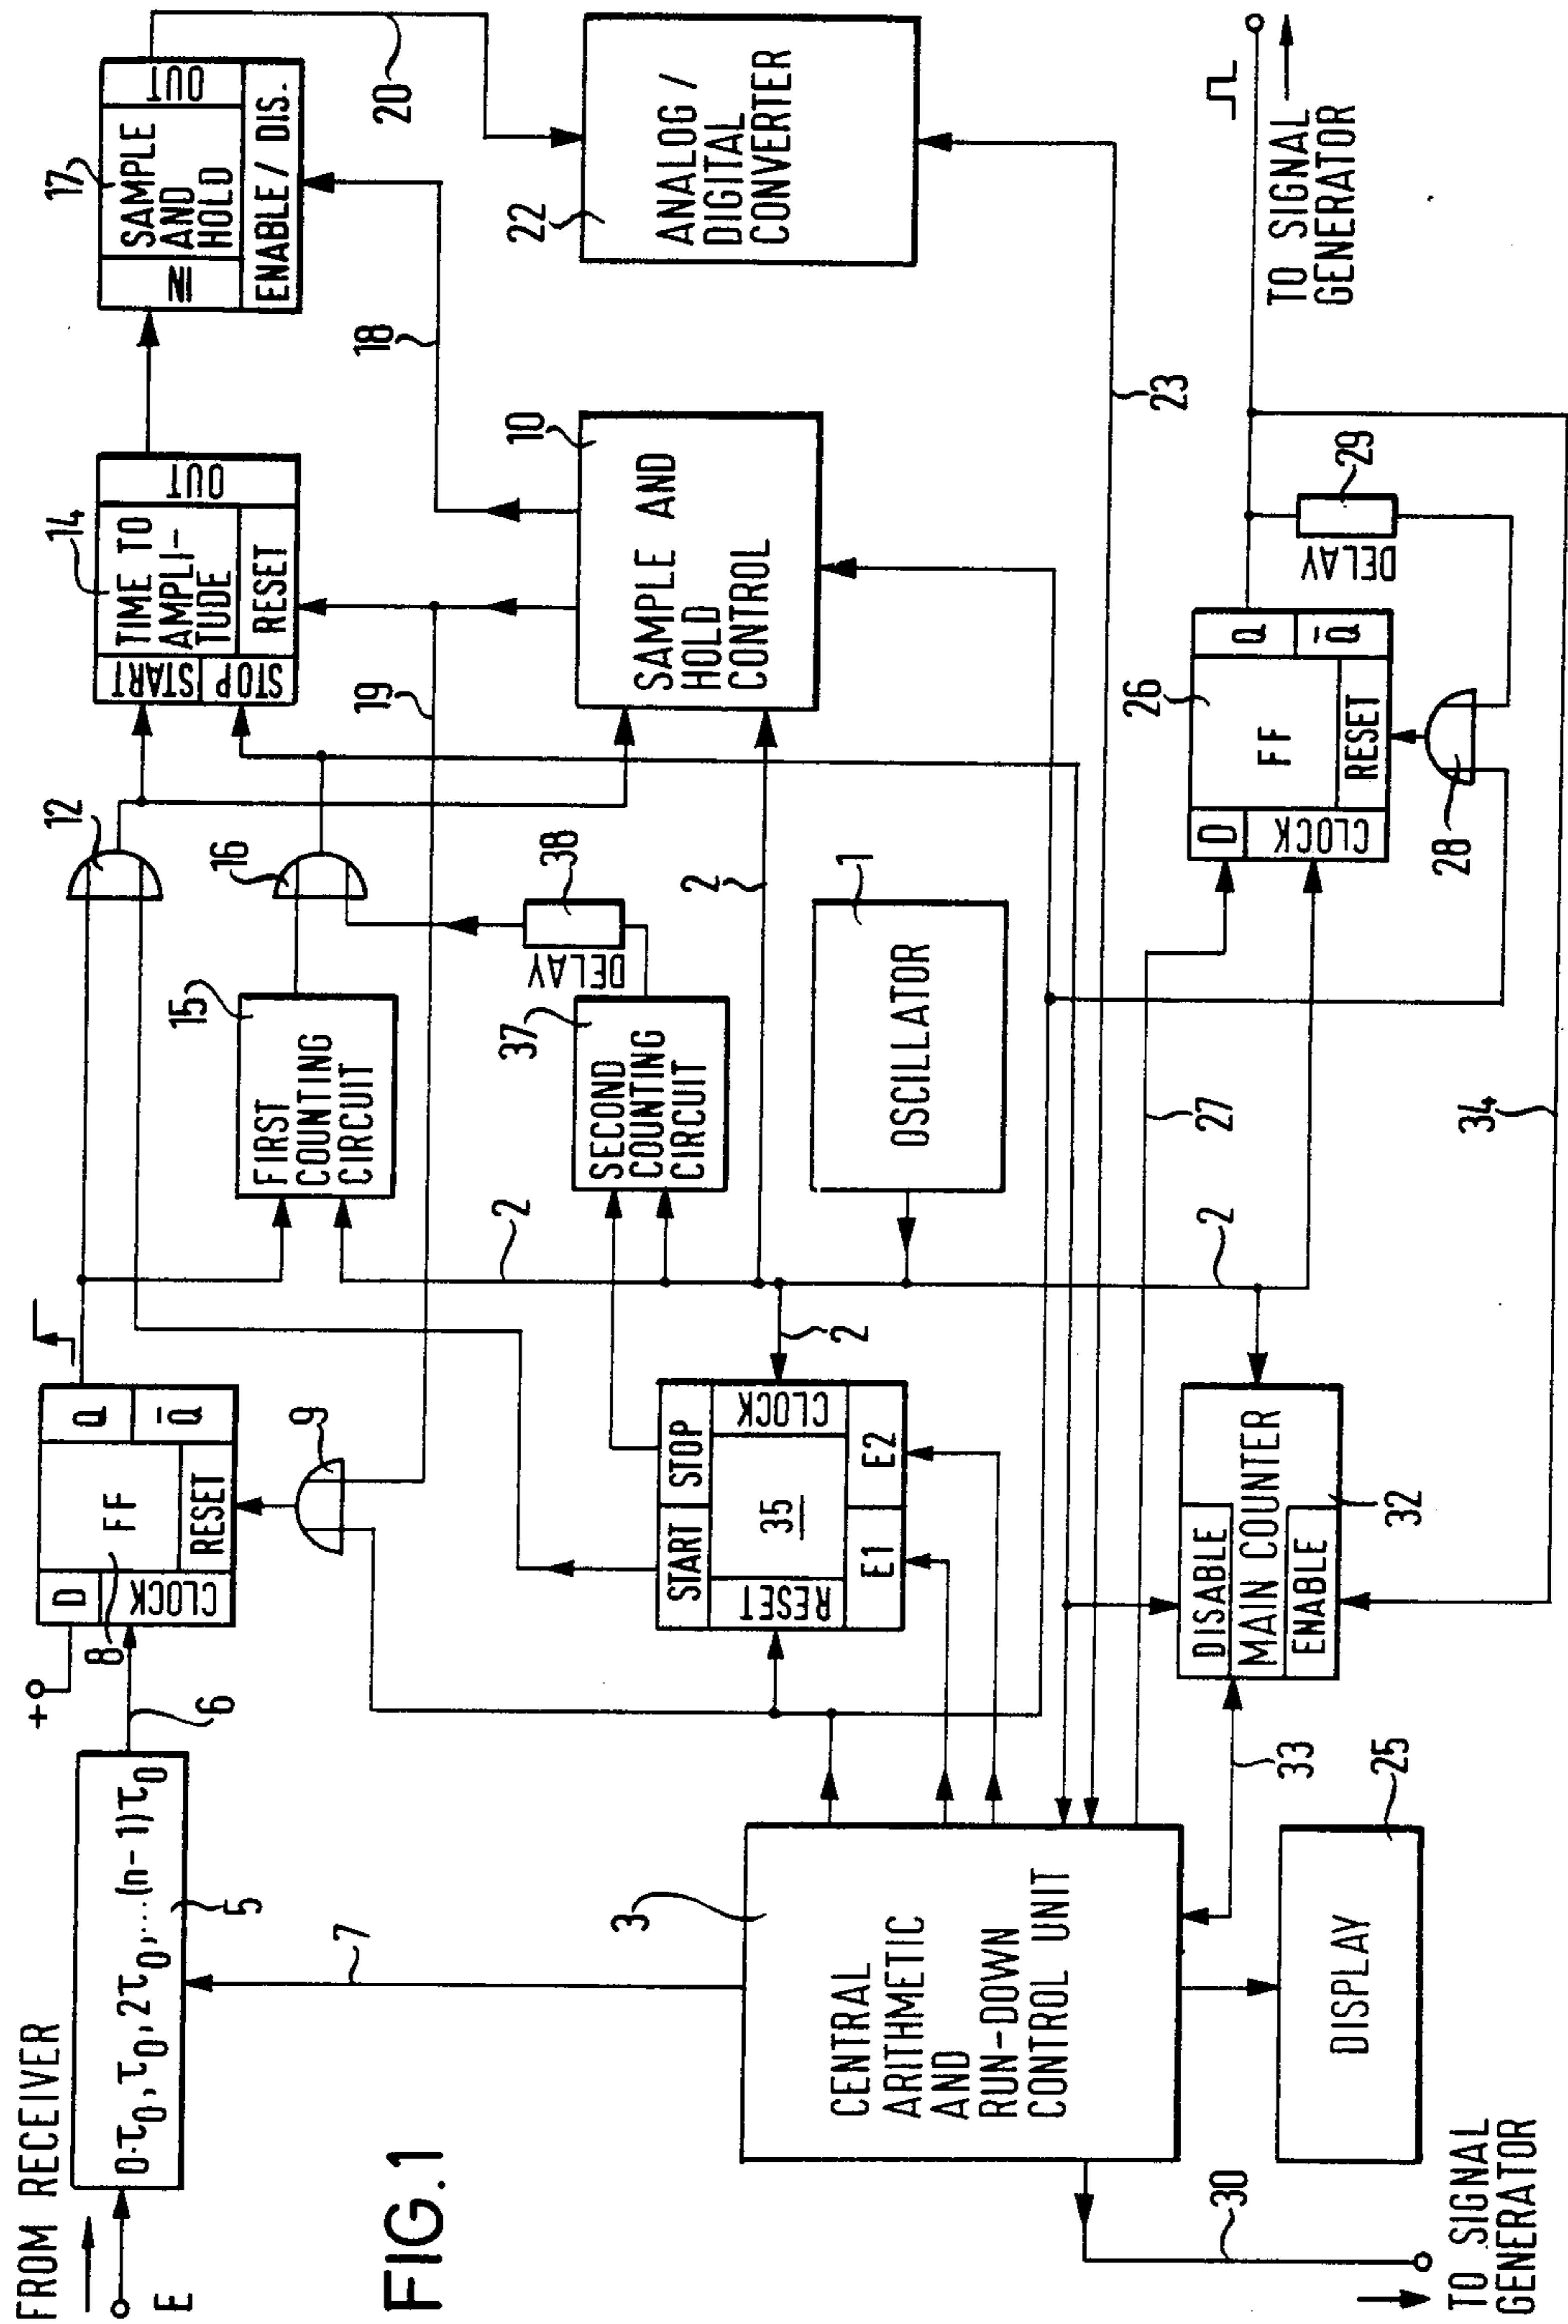 FROM RECEIVER
E
0·τ0, τ0, 2τ0, ...(n-1)τ0
5
6
7
+
D
CLOCK
FF
8
RESET
Q
Q̄
9
12
START
STOP
TIME TO
AMPLI-
TUDE
RESET
OUT
14
IN
SAMPLE
AND
HOLD
OUT
ENABLE / DIS.
17
20
18
19
FIRST
COUNTING
CIRCUIT
15
16
SECOND
COUNTING
CIRCUIT
37
DELAY
38
SAMPLE AND
HOLD
CONTROL
10
ANALOG /
DIGITAL
CONVERTER
22
START
STOP
RESET
35
CLOCK
E1
E2
2
2
2
2
OSCILLATOR
1
23
CENTRAL
ARITHMETIC
AND
RUN-DOWN
CONTROL UNIT
3
DISPLAY
25
33
DISABLE
MAIN COUNTER
ENABLE
32
27
34
D
CLOCK
FF
26
RESET
Q
Q̄
28
DELAY
29
TO SIGNAL
GENERATOR
30
TO SIGNAL
GENERATOR
FIG.1